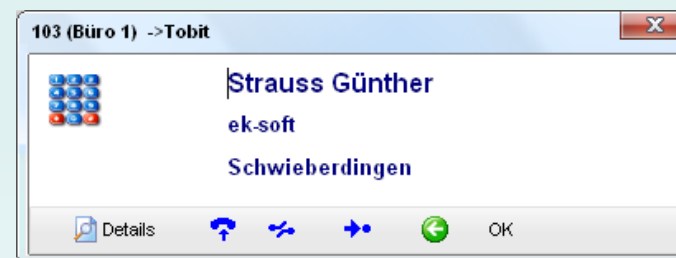 103 (Büro 1) ->Tobit
Strauss Günther
ek-soft
Schwieberdingen
Details
OK